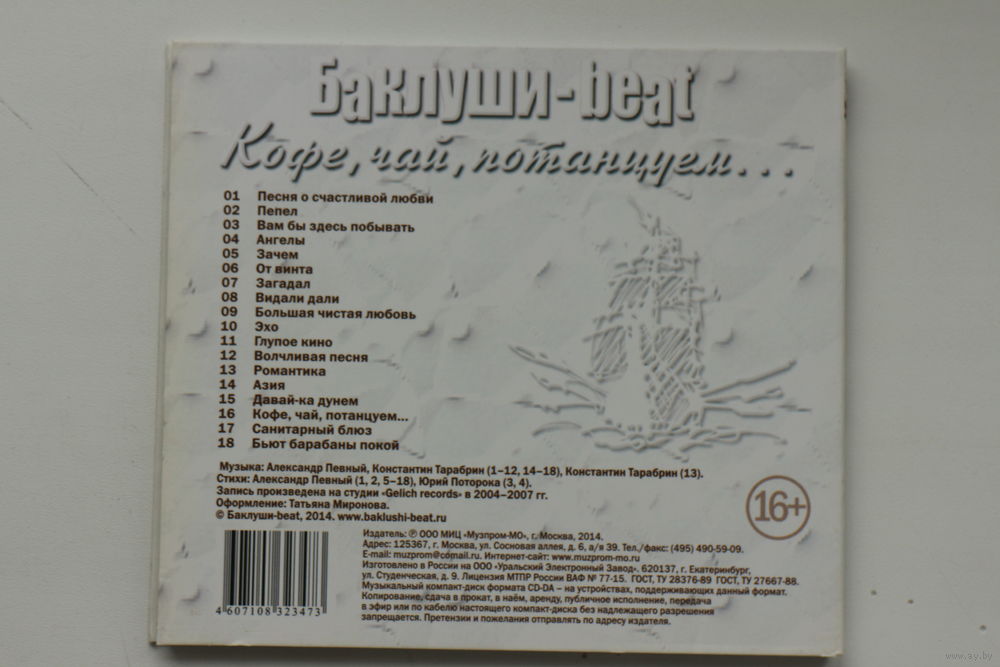 Баклуши-beat
Кофе, чай, потанцуем...
01 Песня о счастливой любви
02 Пепел
03 Вам бы здесь побывать
04 Ангелы
05 Зачем
06 От винта
07 Загадал
08 Видали дали
09 Большая чистая любовь
10 Эхо
11 Глупое кино
12 Волчливая песня
13 Романтика
14 Азия
15 Давай-ка дунем
16 Кофе, чай, потанцуем...
17 Санитарный блюз
18 Бьют барабаны покой
Музыка: Александр Певный, Константин Тарабрин (1–12, 14–18), Константин Тарабрин (13).
Стихи: Александр Певный (1, 2, 5–18), Юрий Поторока (3, 4).
Запись произведена на студии «Gelich records» в 2004–2007 гг.
Оформление: Татьяна Миронова.
© Баклуши-beat, 2014. www.baklushi-beat.ru
16+
Издатель: ℗ ООО МИЦ «Музпром-МО», г. Москва, 2014.
Адрес: 125367, г. Москва, ул. Сосновая аллея, д. 6, а/я 39. Тел./факс: (495) 490-59-09.
E-mail: muzprom@comail.ru. Интернет-сайт: www.muzprom-mo.ru
Изготовлено в России на ООО «Уральский Электронный Завод». 620137, г. Екатеринбург,
ул. Студенческая, д. 9. Лицензия МТПР России ВАФ № 77-15. ГОСТ, ТУ 28376-89 ГОСТ, ТУ 27667-88.
Музыкальный компакт-диск формата CD-DA – на устройствах, поддерживающих данный формат.
Копирование, сдача в прокат, в наём, аренду, публичное исполнение, передача
в эфир или по кабелю настоящего компакт-диска без надлежащего разрешения
запрещается. Претензии и пожелания отправлять по адресу издателя.
4 607108 323473
www.ay.by